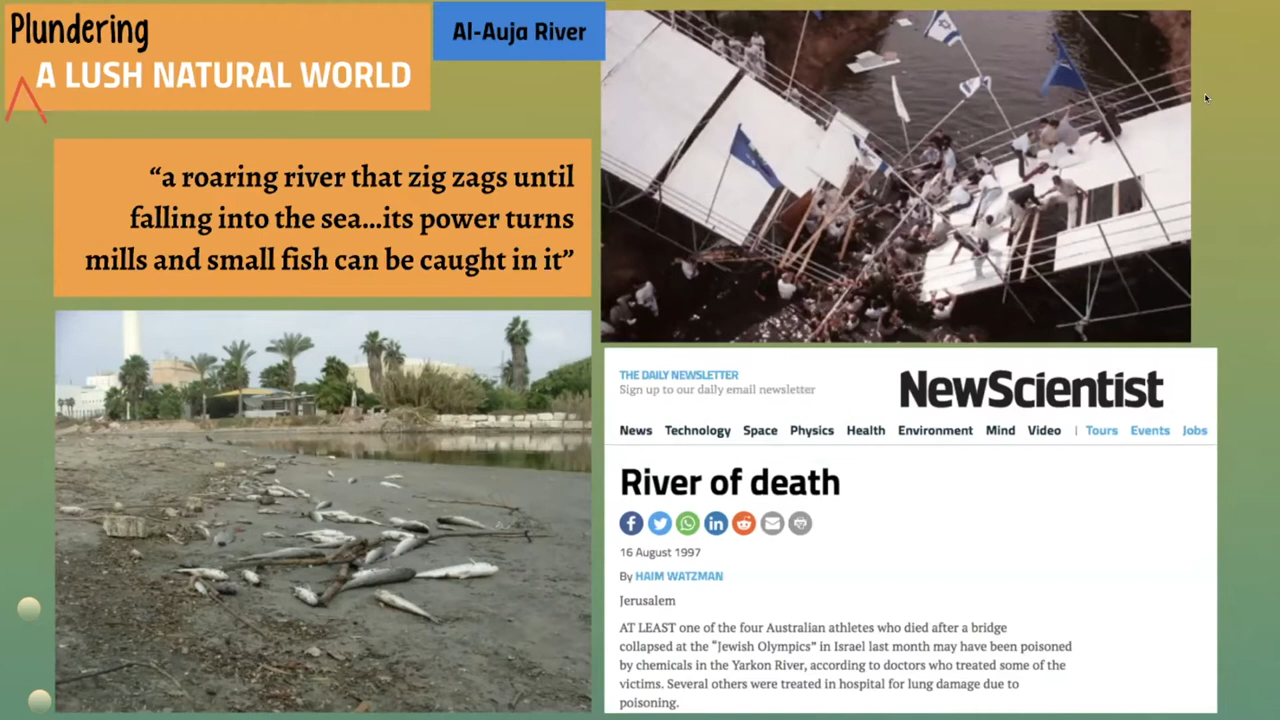 Plundering
A LUSH NATURAL WORLD
Al-Auja River
“a roaring river that zig zags until
falling into the sea...its power turns
mills and small fish can be caught in it”
THE DAILY NEWSLETTER
Sign up to our daily email newsletter
NewScientist
News Technology Space Physics Health Environment Mind Video | Tours Events Jobs
River of death
16 August 1997
By HAIM WATZMAN
Jerusalem
AT LEAST one of the four Australian athletes who died after a bridge
collapsed at the “Jewish Olympics” in Israel last month may have been poisoned
by chemicals in the Yarkon River, according to doctors who treated some of the
victims. Several others were treated in hospital for lung damage due to
poisoning.